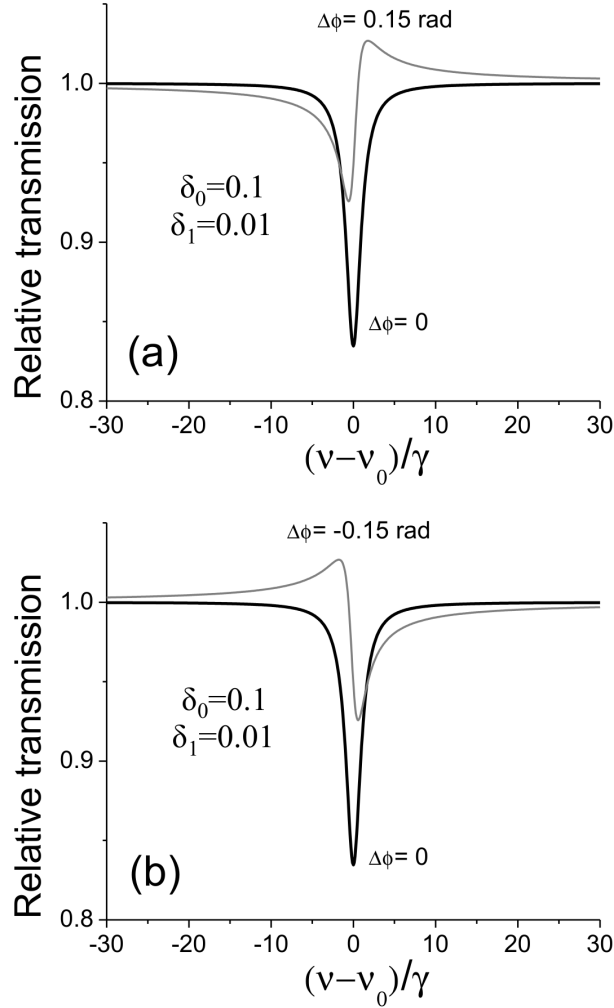 Δϕ= 0.15 rad
1.0
δ₀=0.1
δ₁=0.01
0.9
Δϕ= 0
(a)
0.8
-30 -20 -10 0 10 20 30
(ν−ν₀)/γ
Relative transmission
Δϕ= -0.15 rad
1.0
δ₀=0.1
δ₁=0.01
0.9
Δϕ= 0
(b)
0.8
-30 -20 -10 0 10 20 30
(ν−ν₀)/γ
Relative transmission